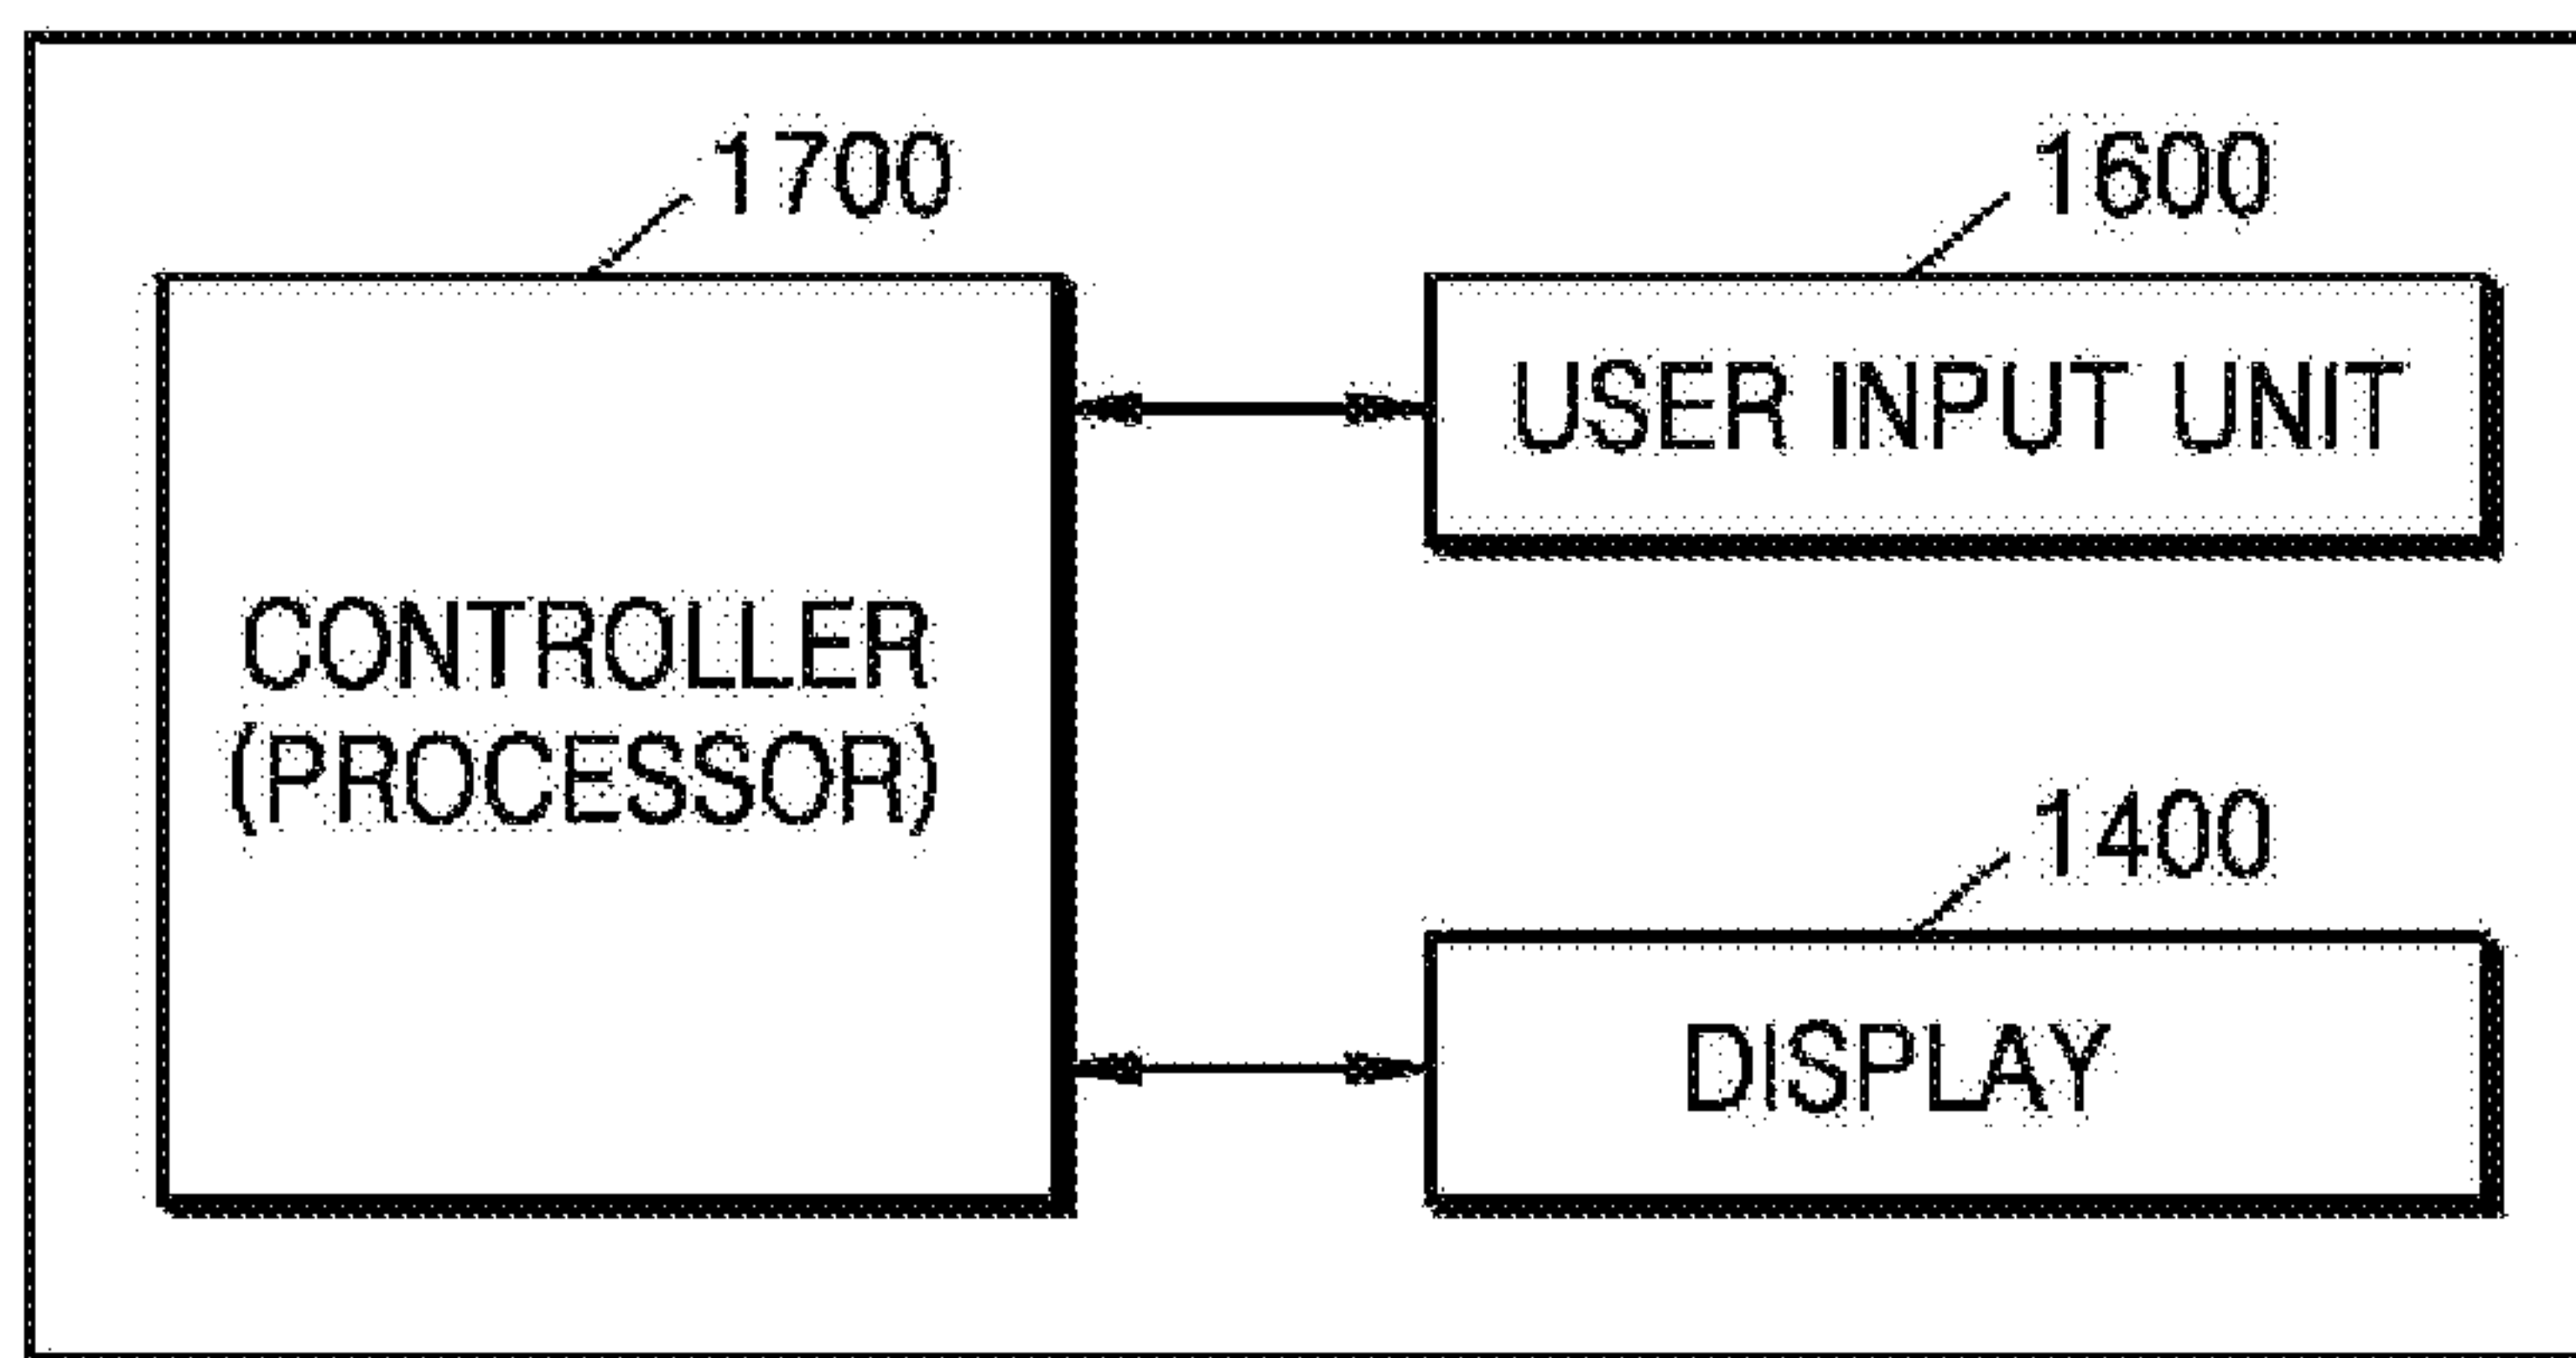 1700
1600
USER INPUT UNIT
CONTROLLER
(PROCESSOR)
1400
DISPLAY